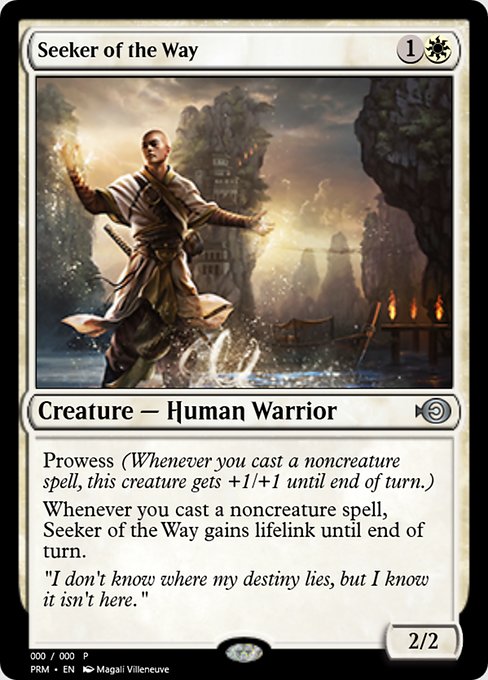 Seeker of the Way 1
Creature — Human Warrior
Prowess (Whenever you cast a noncreature
spell, this creature gets +1/+1 until end of turn.)
Whenever you cast a noncreature spell,
Seeker of the Way gains lifelink until end of
turn.
"I don't know where my destiny lies, but I know
it isn't here."
2/2
000 / 000 P
PRM • EN Magali Villeneuve